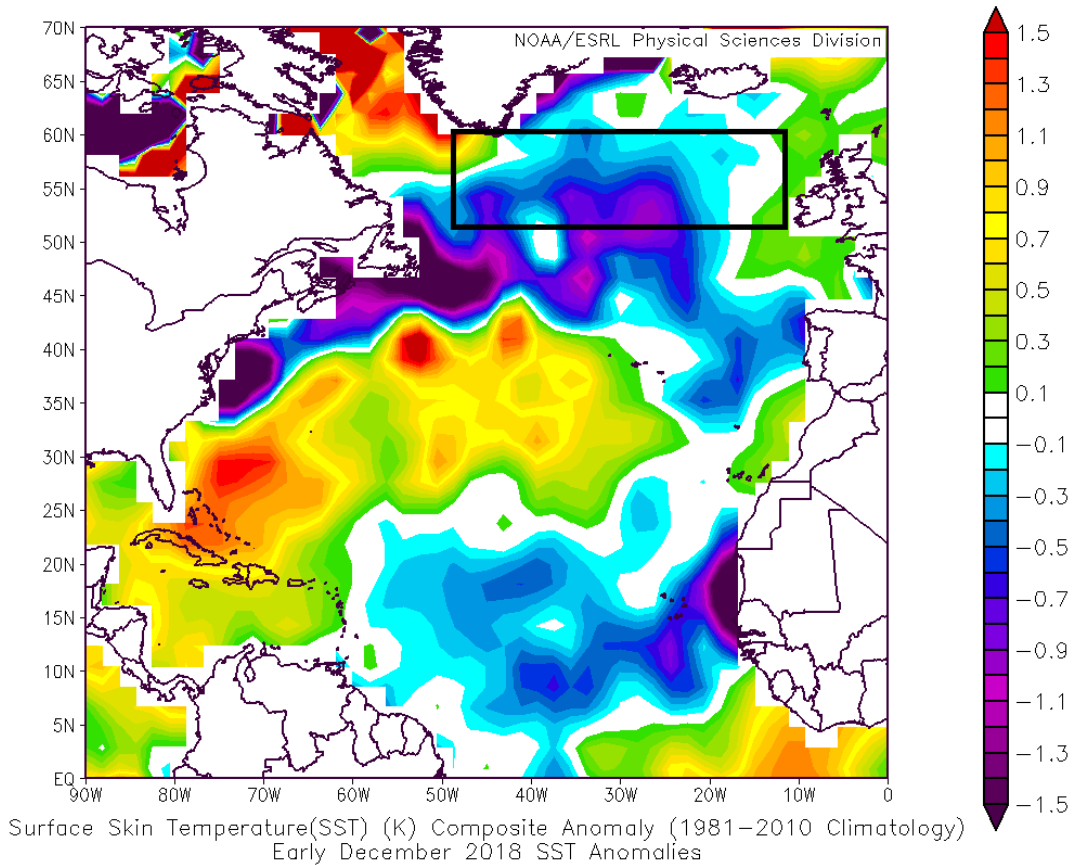 NOAA/ESRL Physical Sciences Division
70N
65N
60N
55N
50N
45N
40N
35N
30N
25N
20N
15N
10N
5N
EQ
90W 80W 70W 60W 50W 40W 30W 20W 10W 0
1.5
1.3
1.1
0.9
0.7
0.5
0.3
0.1
−0.1
−0.3
−0.5
−0.7
−0.9
−1.1
−1.3
−1.5
Surface Skin Temperature(SST) (K) Composite Anomaly (1981−2010 Climatology)
Early December 2018 SST Anomalies